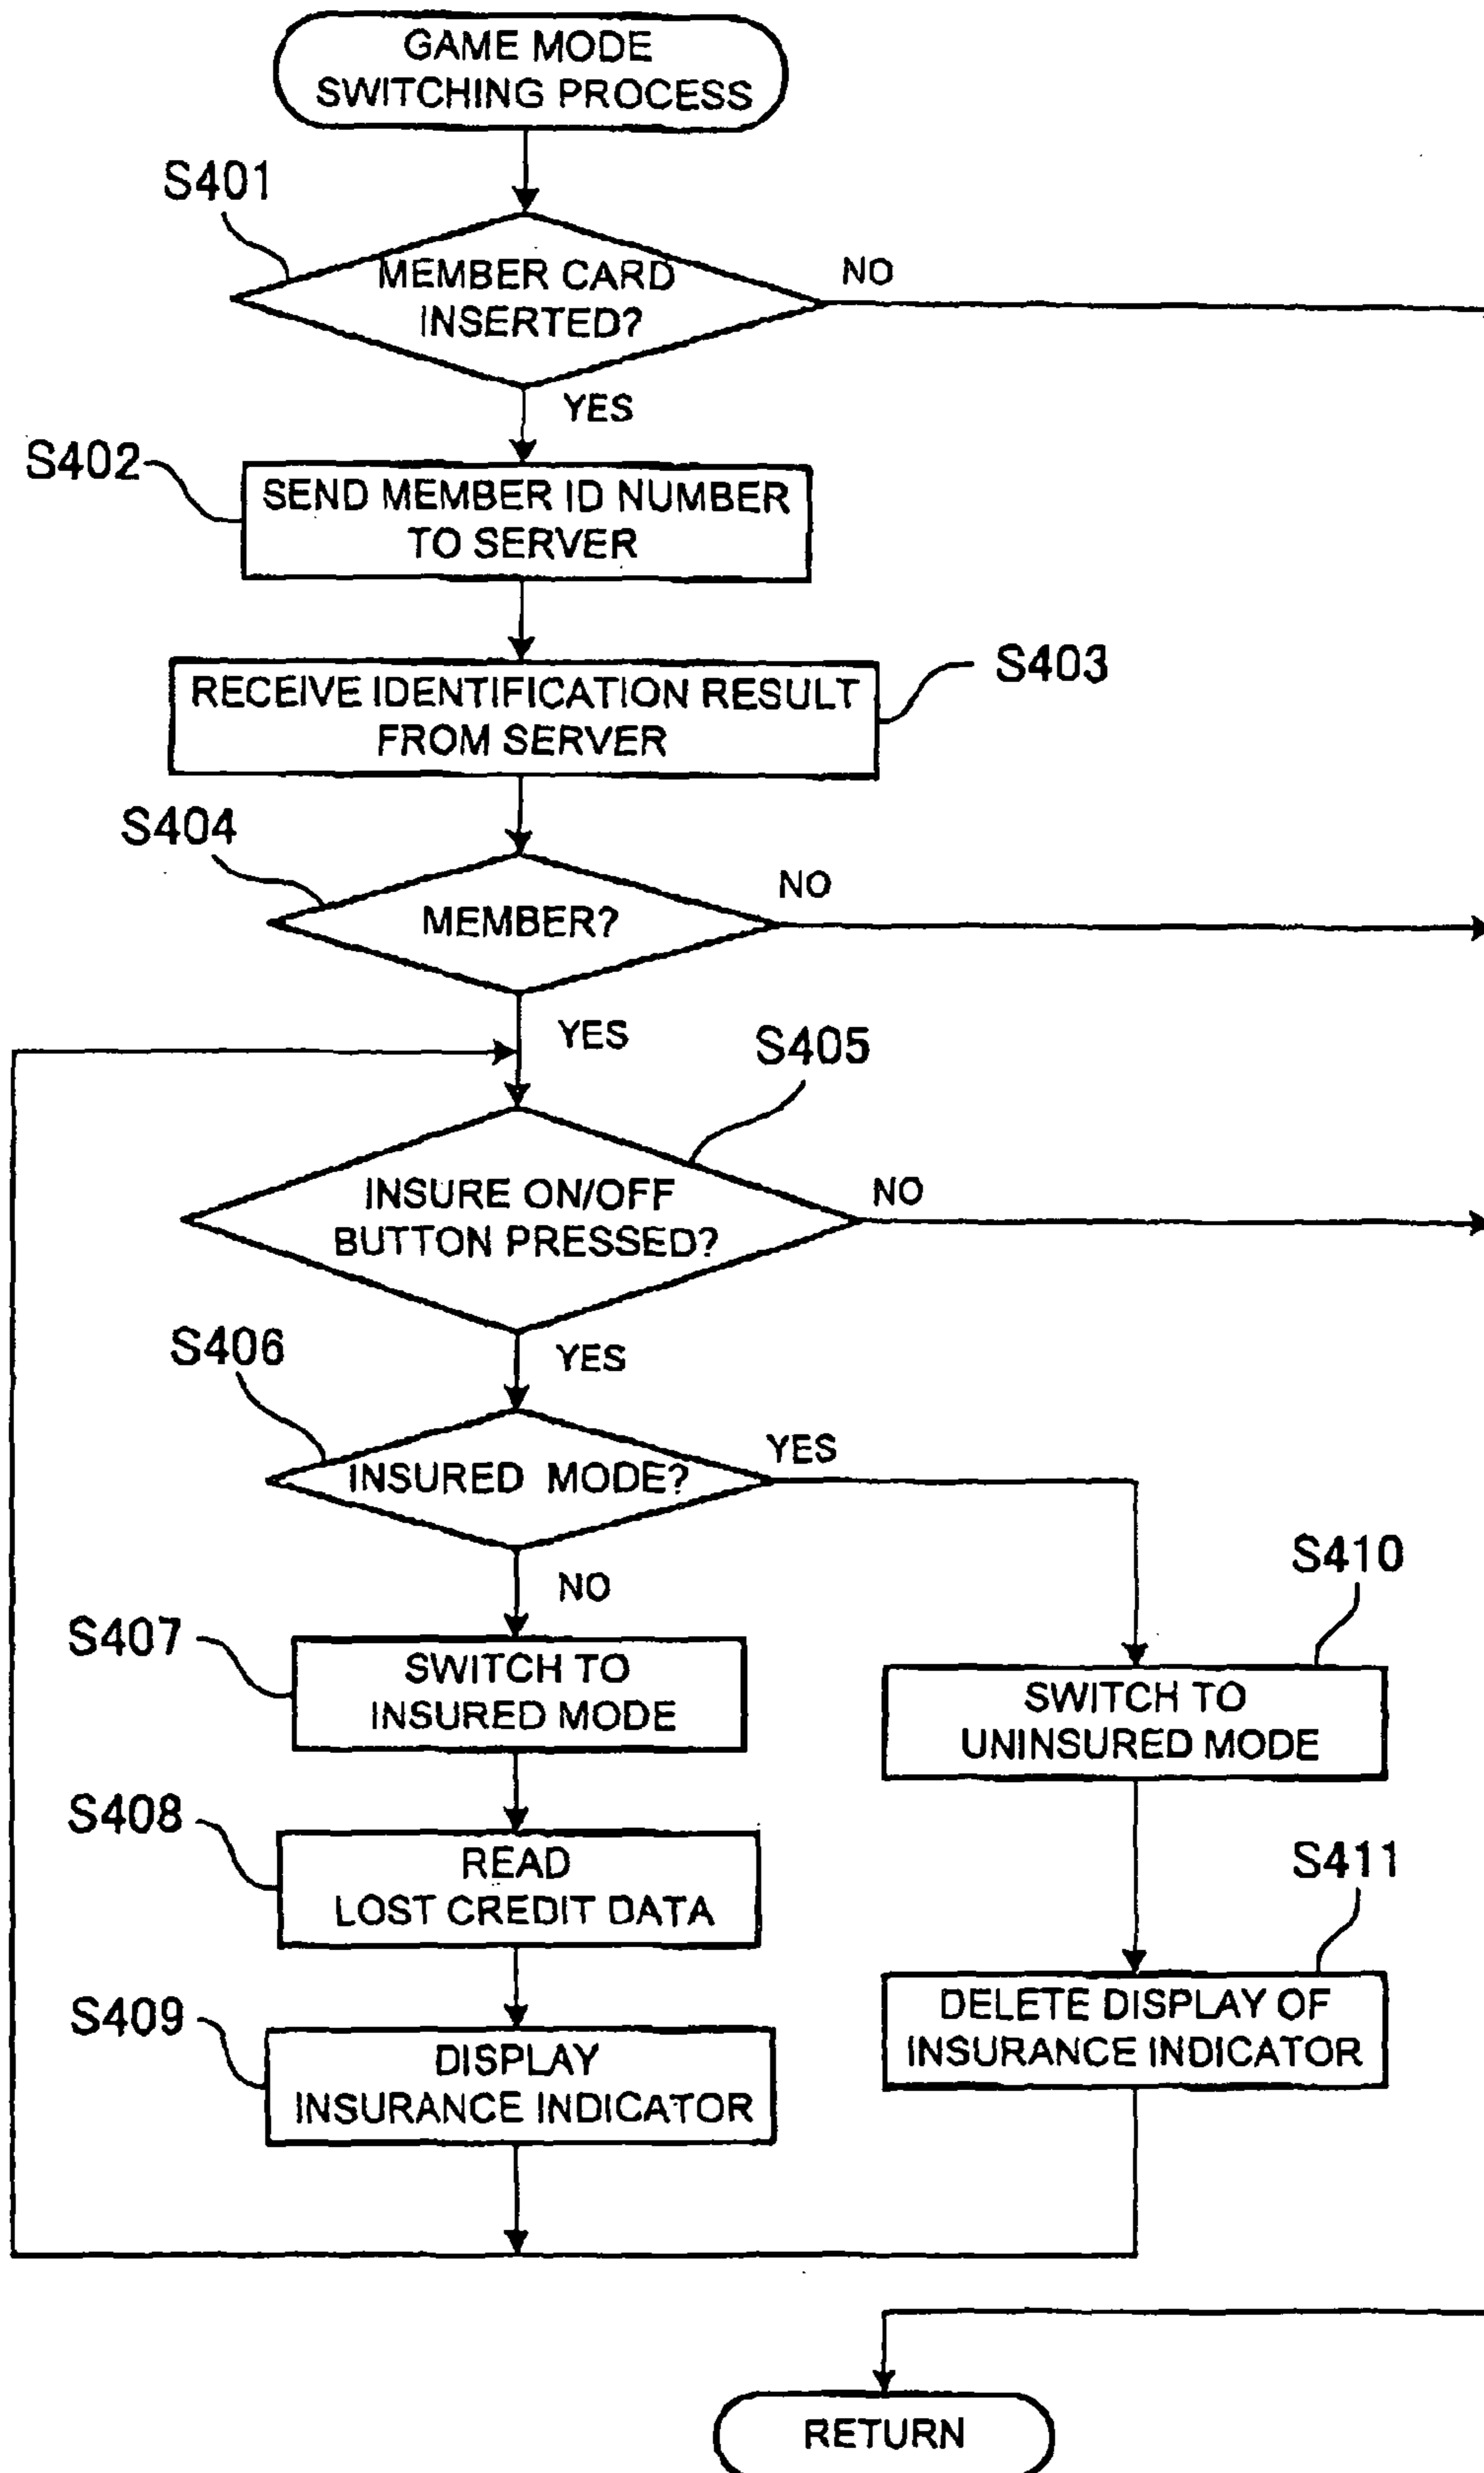 GAME MODE
SWITCHING PROCESS
S401
MEMBER CARD
INSERTED?
NO
YES
S402
SEND MEMBER ID NUMBER
TO SERVER
S403
RECEIVE IDENTIFICATION RESULT
FROM SERVER
S404
MEMBER?
NO
YES
S405
INSURE ON/OFF
BUTTON PRESSED?
NO
YES
S406
INSURED MODE?
YES
NO
S407
SWITCH TO
INSURED MODE
S410
SWITCH TO
UNINSURED MODE
S408
READ
LOST CREDIT DATA
S411
DELETE DISPLAY OF
INSURANCE INDICATOR
S409
DISPLAY
INSURANCE INDICATOR
RETURN